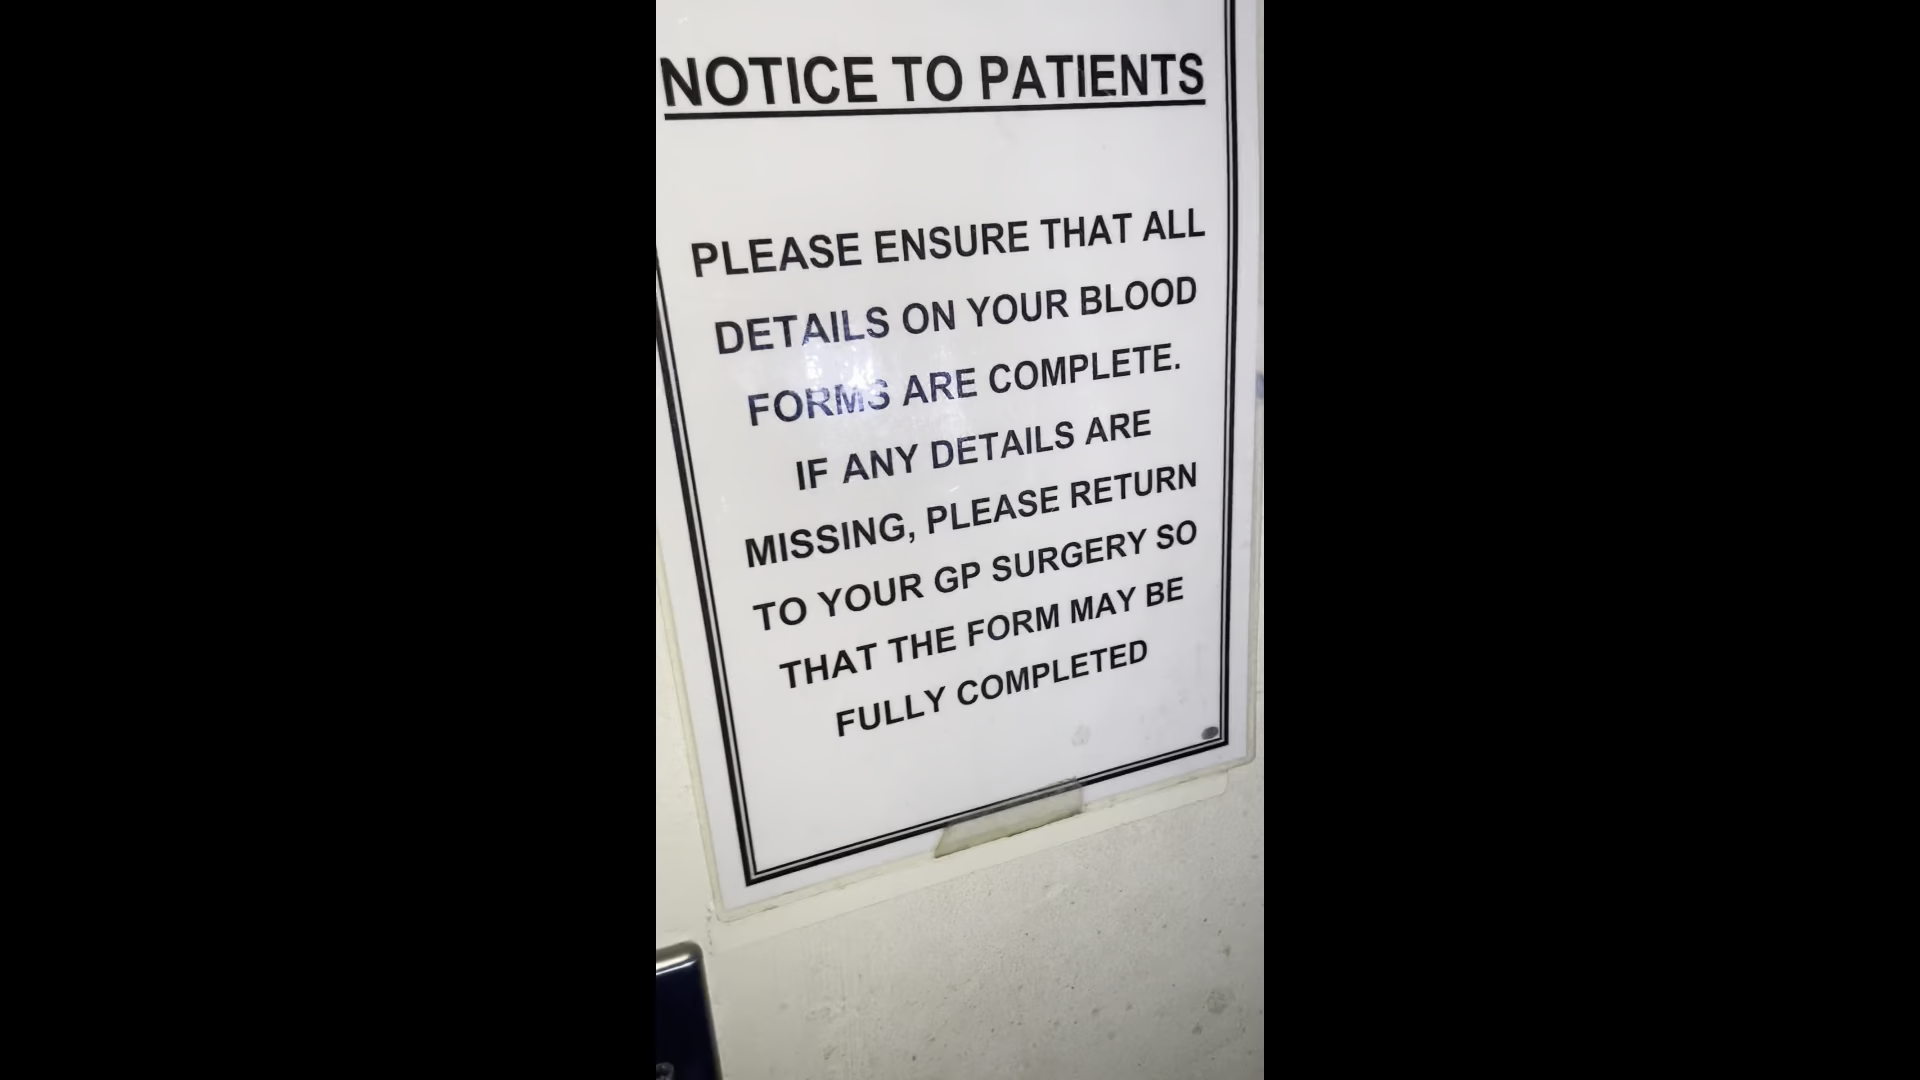 NOTICE TO PATIENTS
PLEASE ENSURE THAT ALL
DETAILS ON YOUR BLOOD
FORMS ARE COMPLETE.
IF ANY DETAILS ARE
MISSING, PLEASE RETURN
TO YOUR GP SURGERY SO
THAT THE FORM MAY BE
FULLY COMPLETED